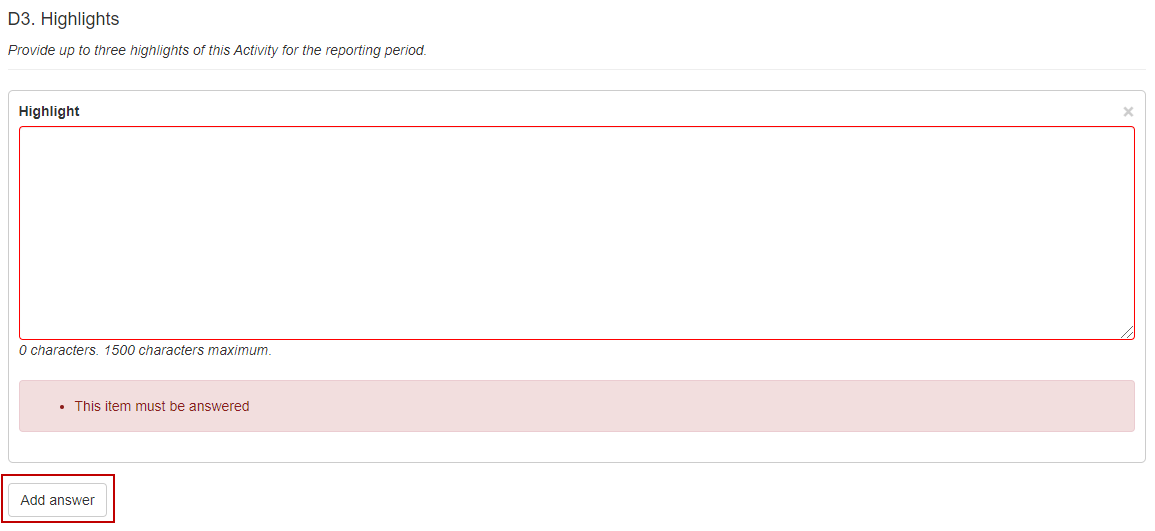 D3. Highlights
Provide up to three highlights of this Activity for the reporting period.
Highlight ×
0 characters. 1500 characters maximum.
• This item must be answered
Add answer